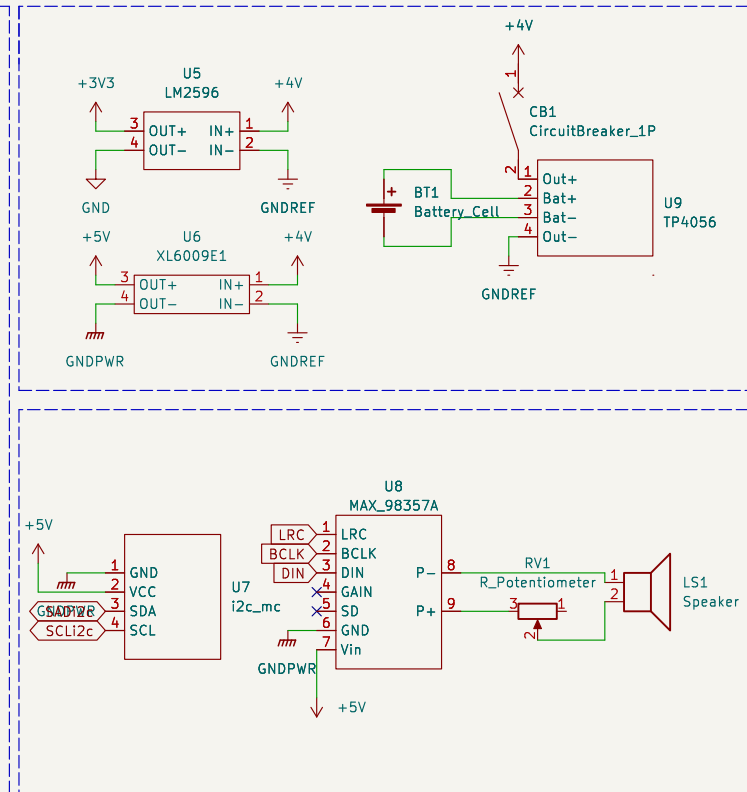 +4V
1
CB1
CircuitBreaker_1P
2
U5
LM2596
+3V3
+4V
3 OUT+ IN+ 1
4 OUT- IN- 2
GND
GNDREF
U6
XL6009E1
+5V
+4V
3 OUT+ IN+ 1
4 OUT- IN- 2
GNDPWR
GNDREF
BT1
Battery_Cell
+
1 Out+
2 Bat+
3 Bat-
4 Out-
U9
TP4056
GNDREF
+5V
1 GND
2 VCC
3 SDA
4 SCL
GNDPWR
SCLi2c
U7
i2c_mc
U8
MAX_98357A
LRC 1 LRC
BCLK 2 BCLK
DIN 3 DIN
4 GAIN
5 SD
6 GND
7 Vin
P- 8
P+ 9
GNDPWR
+5V
RV1
R_Potentiometer
3 1
2
1
2
LS1
Speaker